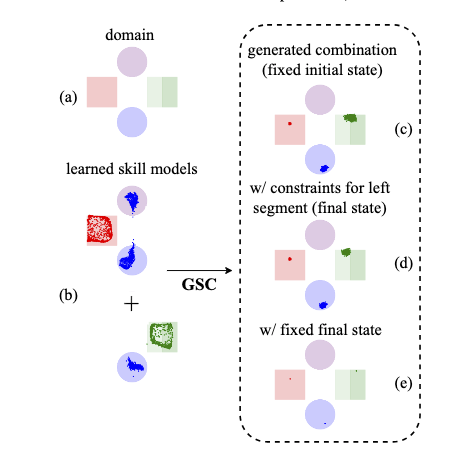 domain
(a)
learned skill models
(b)
+
GSC
generated combination
(fixed initial state)
(c)
w/ constraints for left
segment (final state)
(d)
w/ fixed final state
(e)